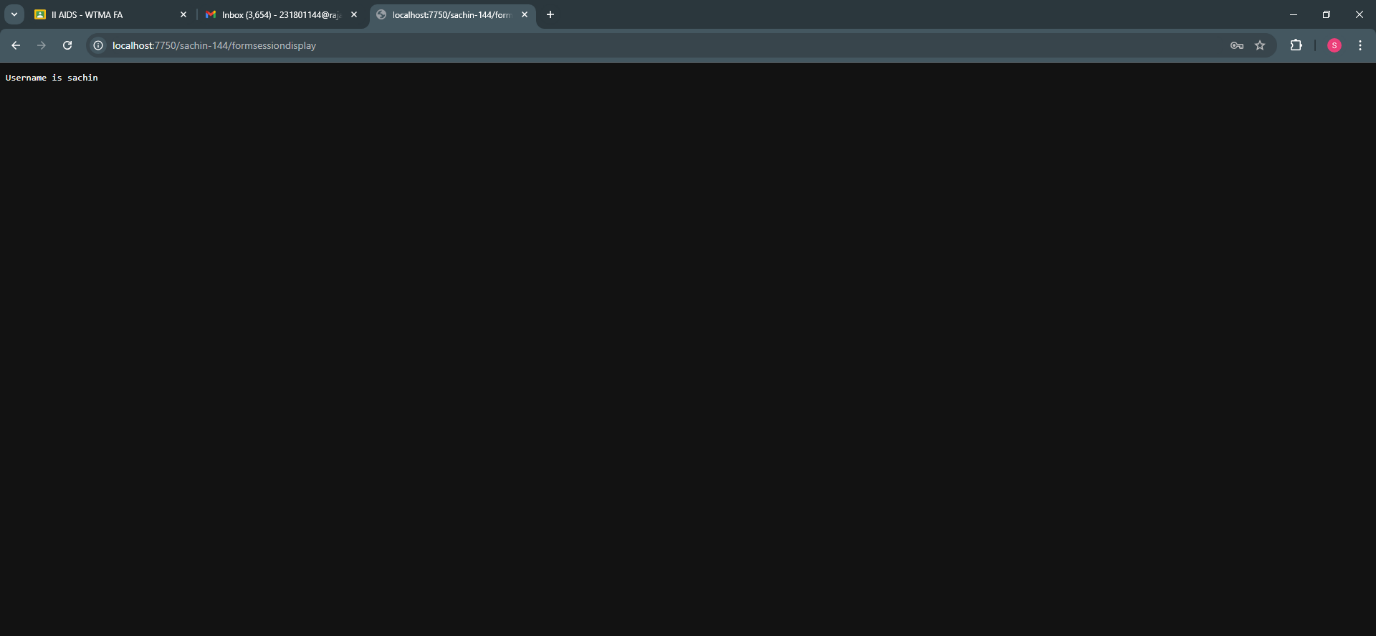 II AIDS - WTMA FA
Inbox (3,654) - 231801144@raja
localhost:7750/sachin-144/form
localhost:7750/sachin-144/formsessiondisplay
S
Username is sachin